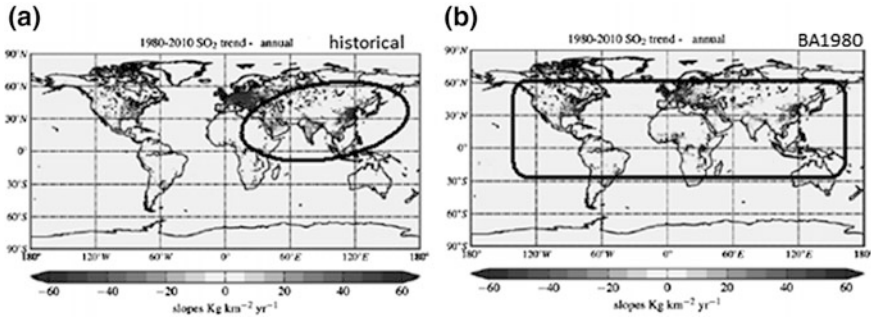 (a)
1980-2010 SO₂ trend - annual historical
90°N
60°N
30°N
0°
30°S
60°S
90°S
180° 120°W 60°W 0° 60°E 120°E 180°
−60 −40 −20 0 20 40 60
slopes Kg km⁻² yr⁻¹
(b)
1980-2010 SO₂ trend - annual BA1980
90°N
60°N
30°N
0°
30°S
60°S
90°S
180° 120°W 60°W 0° 60°E 120°E 180°
−60 −40 −20 0 20 40 60
slopes Kg km⁻² yr⁻¹